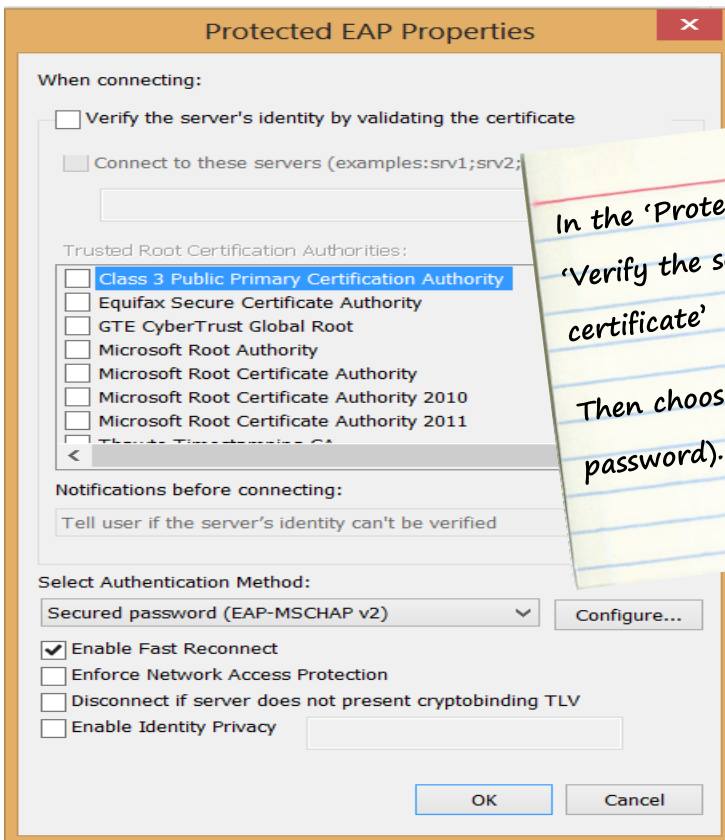 Protected EAP Properties
When connecting:
Verify the server's identity by validating the certificate
Connect to these servers (examples:srv1;srv2;
Trusted Root Certification Authorities:
Class 3 Public Primary Certification Authority
Equifax Secure Certificate Authority
GTE CyberTrust Global Root
Microsoft Root Authority
Microsoft Root Certificate Authority
Microsoft Root Certificate Authority 2010
Microsoft Root Certificate Authority 2011
Notifications before connecting:
Tell user if the server's identity can't be verified
Select Authentication Method:
Secured password (EAP-MSCHAP v2)
Configure...
Enable Fast Reconnect
Enforce Network Access Protection
Disconnect if server does not present cryptobinding TLV
Enable Identity Privacy
OK
Cancel
In the ‘Prote
‘Verify the s
certificate’
Then choos
password).